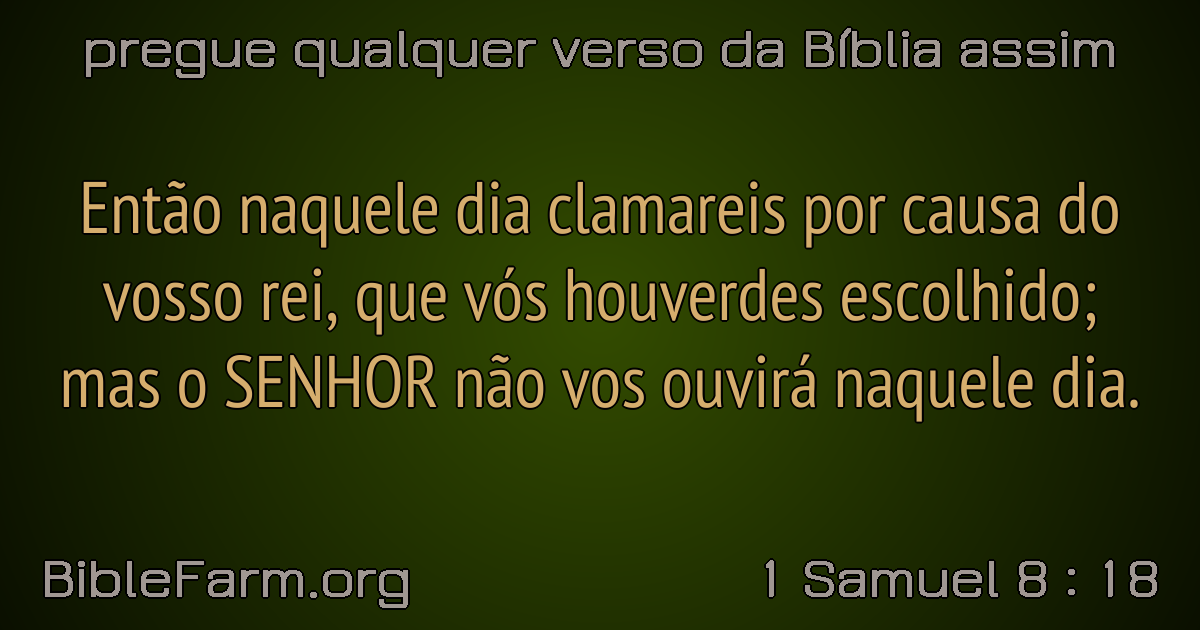 pregue qualquer verso da Bíblia assim
Então naquele dia clamareis por causa do
vosso rei, que vós houverdes escolhido;
mas o SENHOR não vos ouvirá naquele dia.
BibleFarm.org
1 Samuel 8 : 18